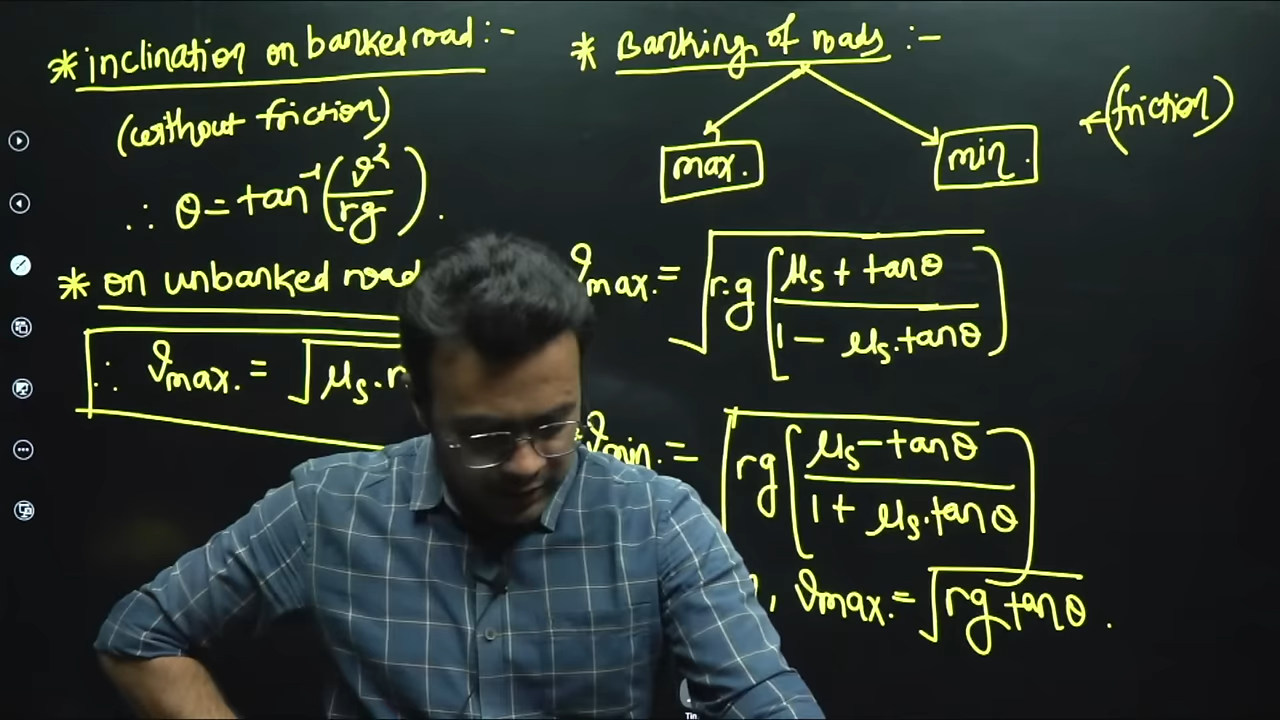 * inclination on banked road :-
(without friction)
∴ θ = tan⁻¹(v²/rg).
* on unbanked road
∴ vmax. = √μs.r.
* Banking of roads :-
(friction)
max.
min.
vmax. = √rg[μs + tanθ / 1 - μs.tanθ]
vmin. = √rg[μs - tanθ / 1 + μs.tanθ]
, vmax. = √rg tanθ.